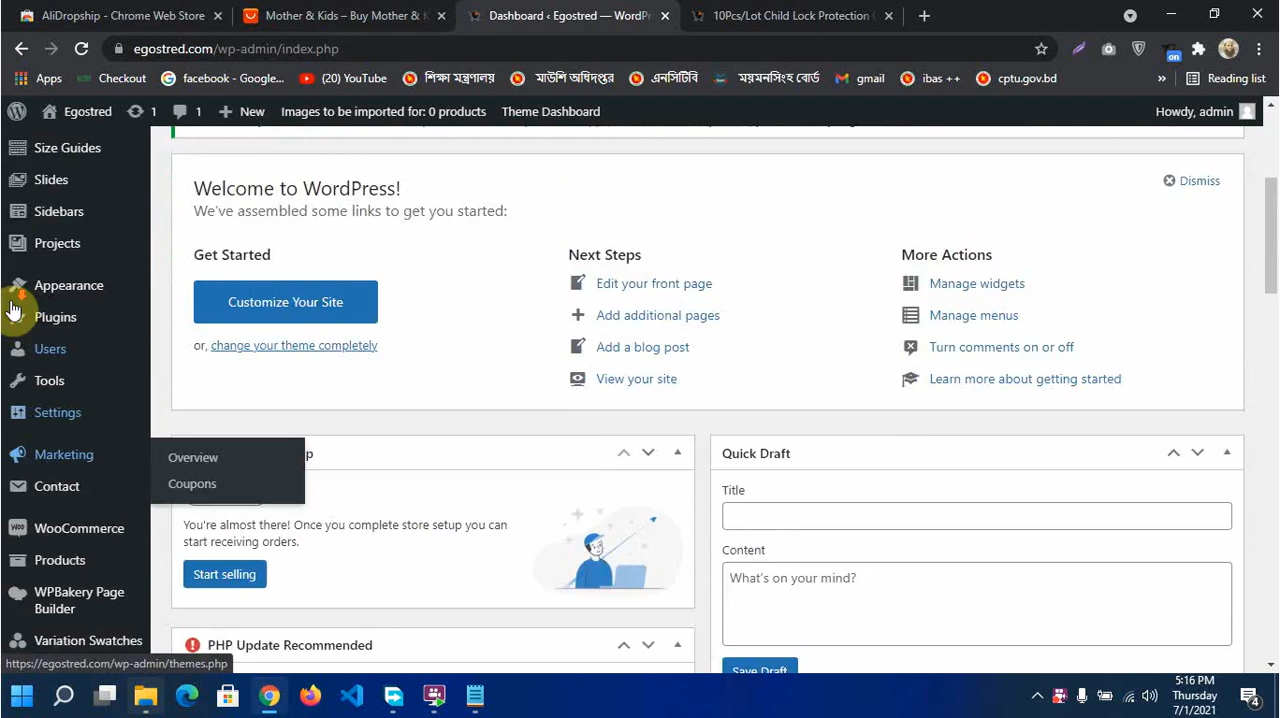 AliDropship - Chrome Web Store
Mother & Kids – Buy Mother &
Dashboard ‹ Egostred — WordPr
10Pcs/Lot Child Lock Protection
egostred.com/wp-admin/index.php
Apps
Checkout
facebook - Google...
(20) YouTube
শিক্ষা মন্ত্রণালয়
মাউশি অধিদপ্তর
এনসিটিবি
ময়মনসিংহ বোর্ড
gmail
ibas ++
cptu.gov.bd
»
Reading list
on
Egostred
1
1
New
Images to be imported for: 0 products
Theme Dashboard
Howdy, admin
Size Guides
Slides
Sidebars
Projects
Appearance
Plugins
Users
Tools
Settings
Marketing
Contact
WooCommerce
Products
WPBakery Page
Builder
Variation Swatches
Overview
Coupons
Welcome to WordPress!
We've assembled some links to get you started:
Dismiss
Get Started
Customize Your Site
or, change your theme completely
Next Steps
Edit your front page
Add additional pages
Add a blog post
View your site
More Actions
Manage widgets
Manage menus
Turn comments on or off
Learn more about getting started
You're almost there! Once you complete store setup you can
start receiving orders.
Start selling
PHP Update Recommended
Quick Draft
Title
Content
What's on your mind?
Save Draft
https://egostred.com/wp-admin/themes.php
5:16 PM
Thursday
7/1/2021
4